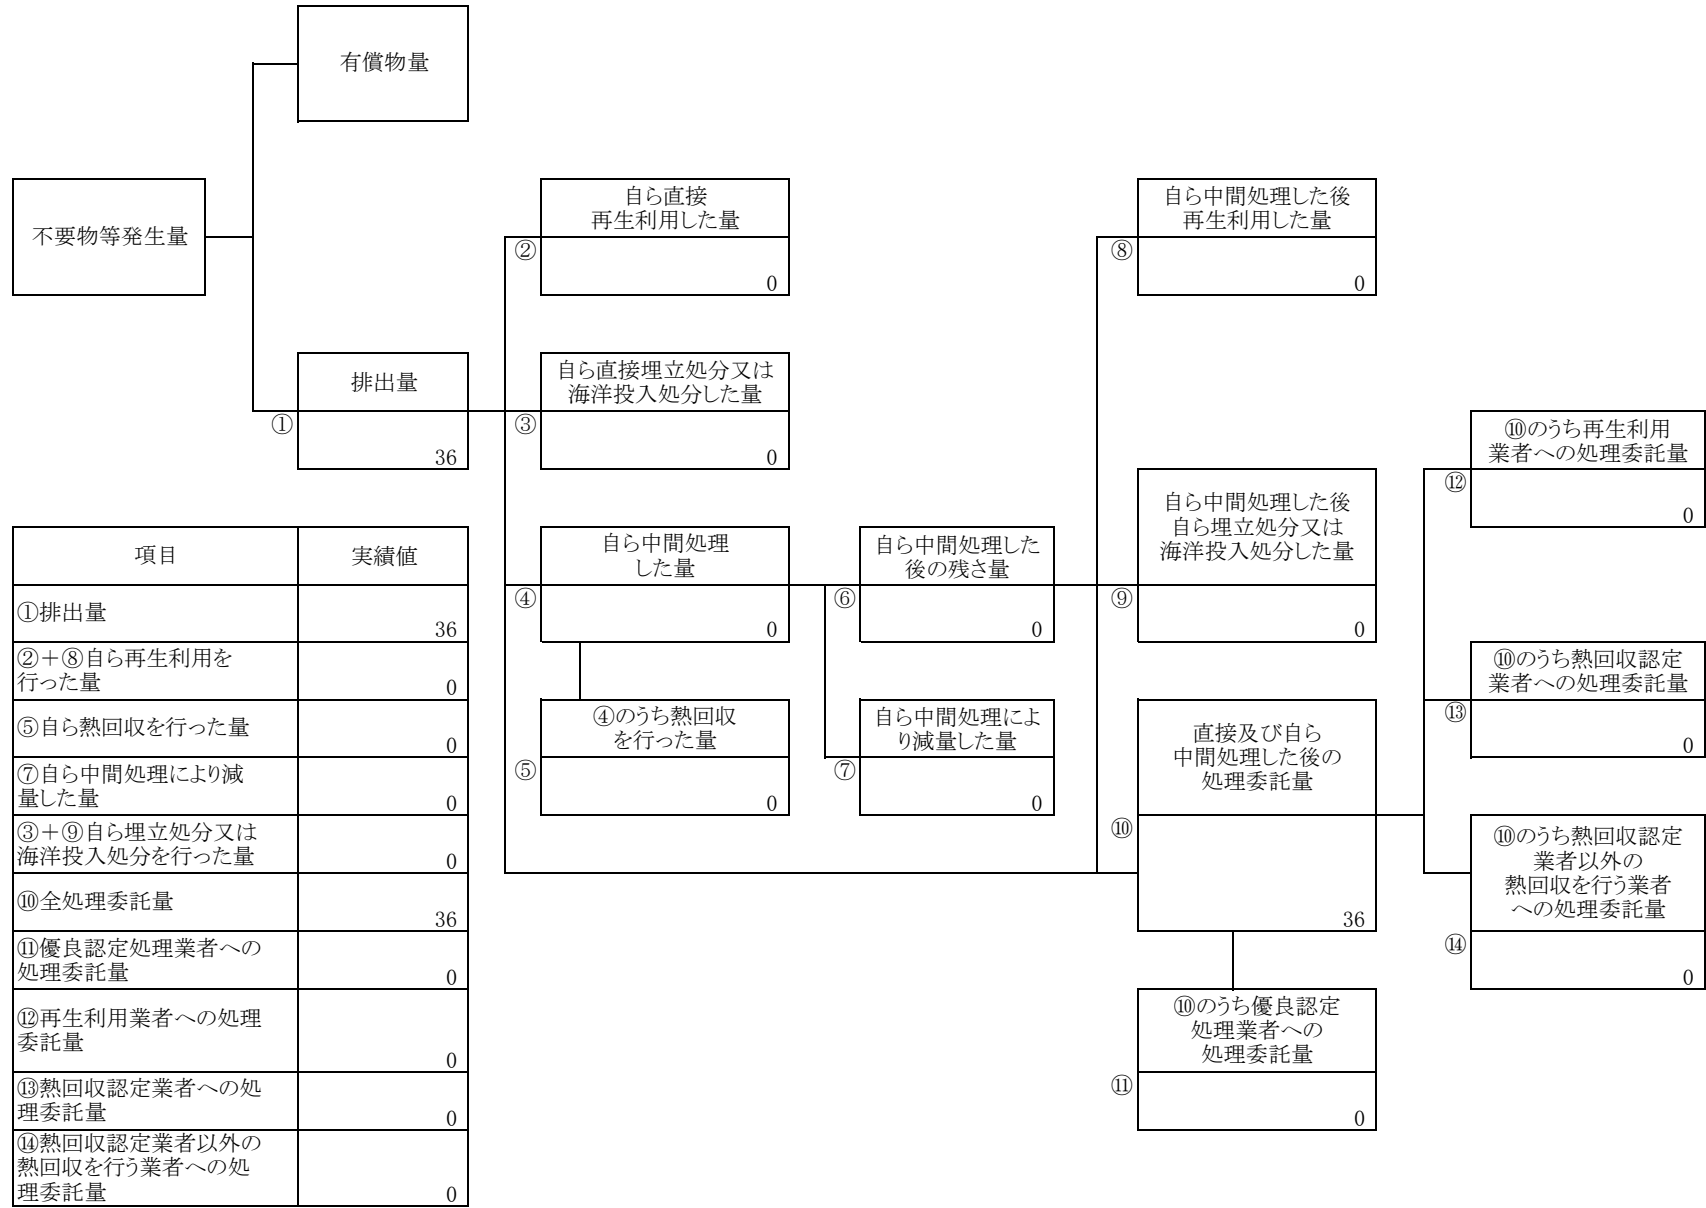 有償物量
不要物等発生量
自ら直接
再生利用した量
②
0
自ら中間処理した後
再生利用した量
⑧
0
排出量
①
36
自ら直接埋立処分又は
海洋投入処分した量
③
0
⑩のうち再生利用
業者への処理委託量
⑫
0
自ら中間処理
した量
④
0
自ら中間処理した
後の残さ量
⑥
0
自ら中間処理した後
自ら埋立処分又は
海洋投入処分した量
⑨
0
⑩のうち熱回収認定
業者への処理委託量
⑬
0
④のうち熱回収
を行った量
⑤
0
自ら中間処理によ
り減量した量
⑦
0
直接及び自ら
中間処理した後の
処理委託量
⑩
36
⑩のうち熱回収認定
業者以外の
熱回収を行う業者
への処理委託量
⑭
0
⑩のうち優良認定
処理業者への
処理委託量
⑪
0
項目 実績値
①排出量
36
②＋⑧自ら再生利用を
行った量
0
⑤自ら熱回収を行った量
0
⑦自ら中間処理により減
量した量
0
③＋⑨自ら埋立処分又は
海洋投入処分を行った量
0
⑩全処理委託量
36
⑪優良認定処理業者への
処理委託量
0
⑫再生利用業者への処理
委託量
0
⑬熱回収認定業者への処
理委託量
0
⑭熱回収認定業者以外の
熱回収を行う業者への処
理委託量
0